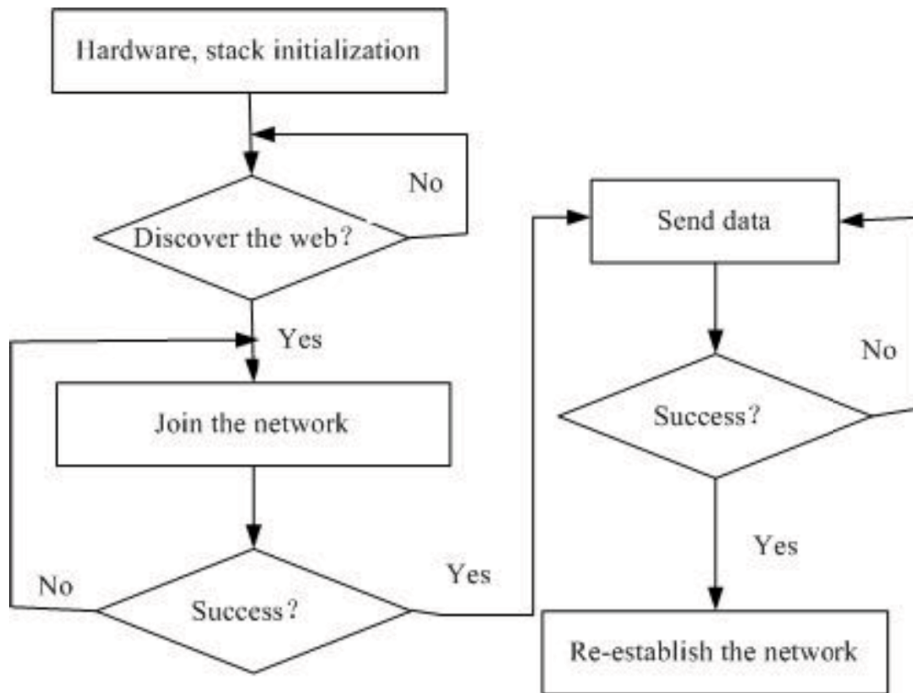 Hardware, stack initialization
No
Discover the web?
Yes
Join the network
No
Success?
Yes
Send data
No
Success?
Yes
Re-establish the network